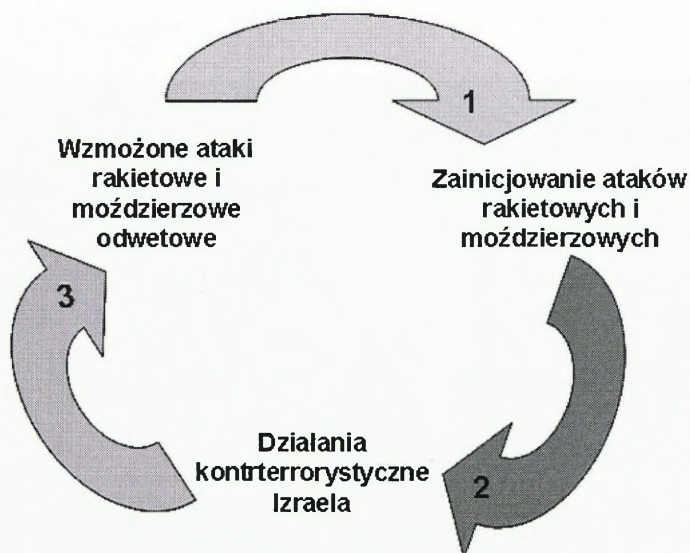 1
Wzmożone ataki
rakietowe i
moździerzowe
odwetowe
Zainicjowanie ataków
rakietowych i
moździerzowych
3
Działania
kontrterrorystyczne
Izraela
2